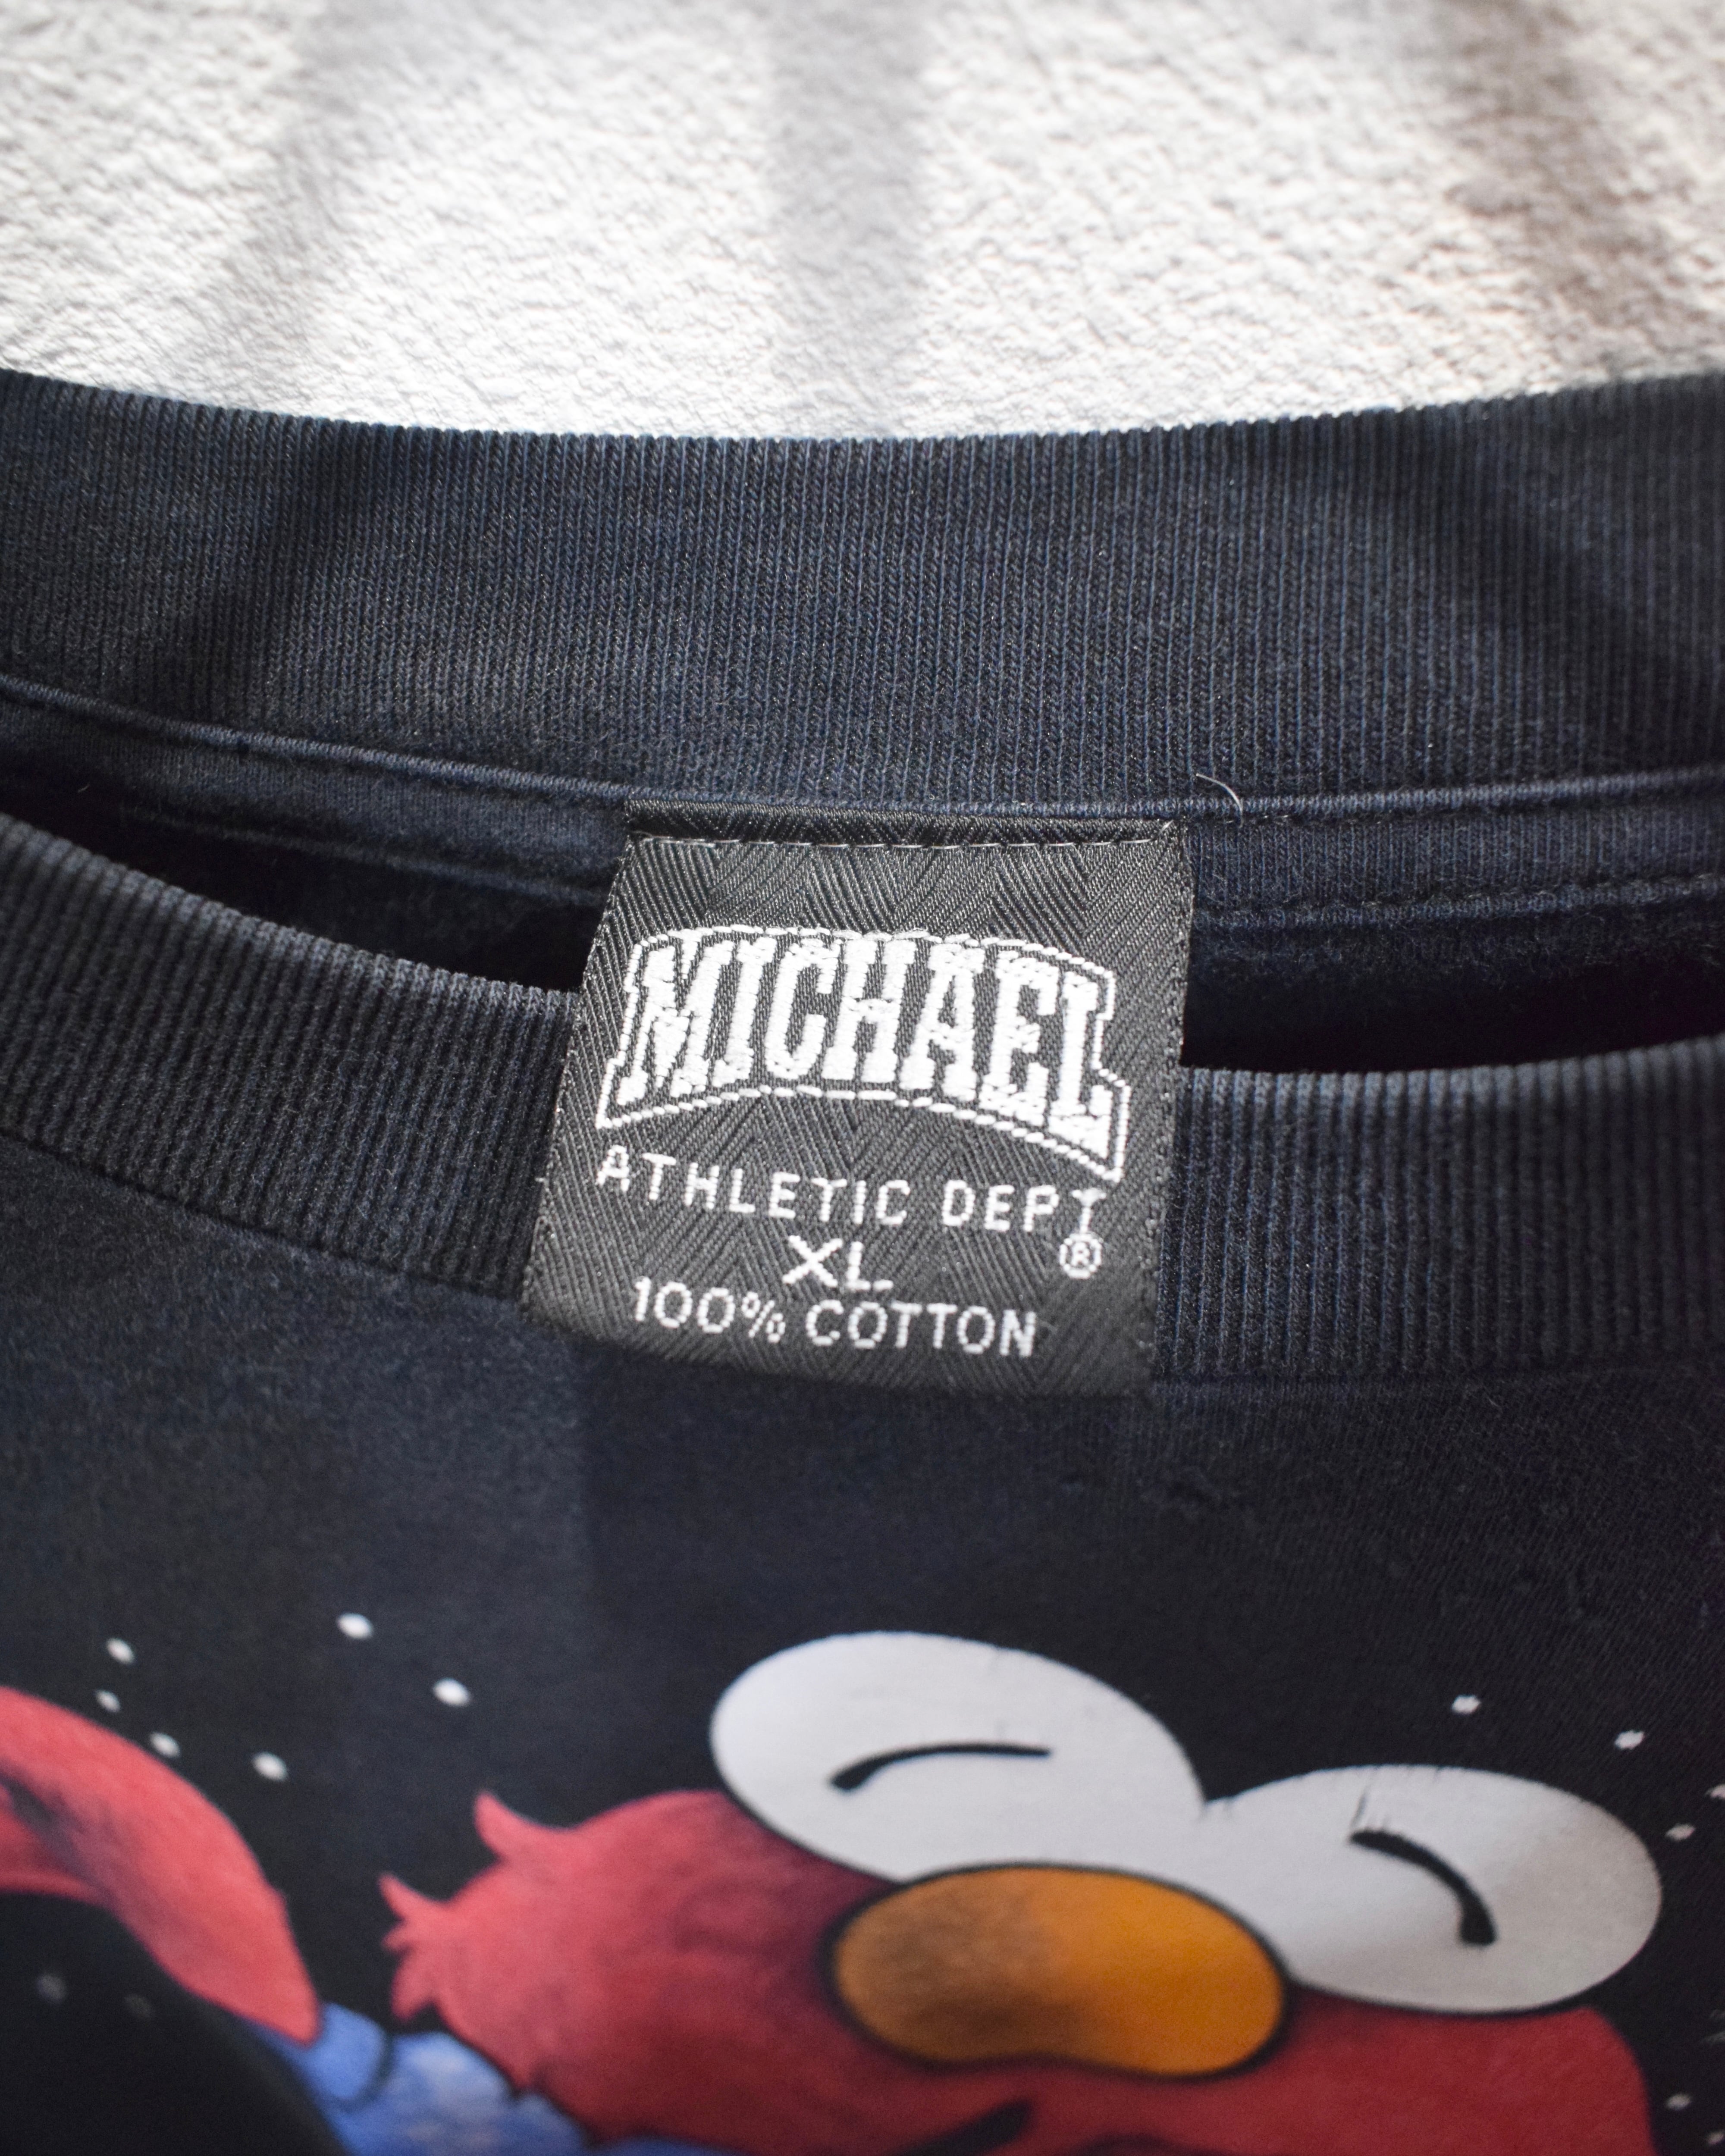 MICHAEL
ATHLETIC DEPT
®
XL
100% COTTON